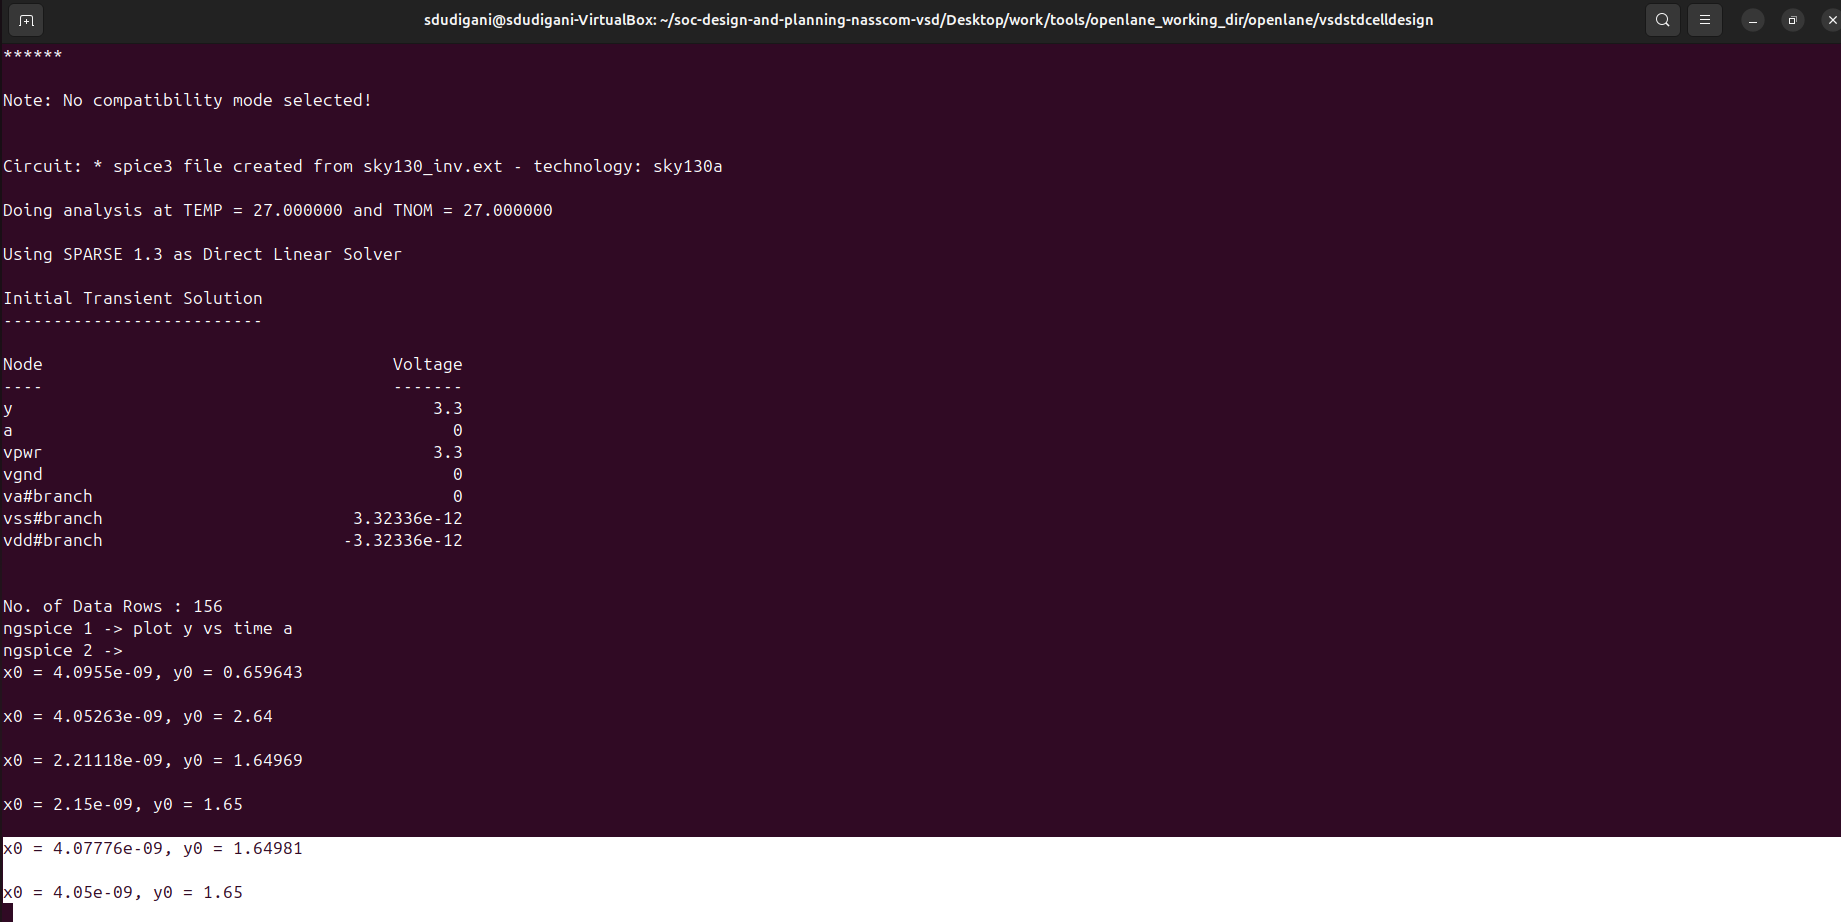 sdudigani@sdudigani-VirtualBox: ~/soc-design-and-planning-nasscom-vsd/Desktop/work/tools/openlane_working_dir/openlane/vsdstdcelldesign
******
Note: No compatibility mode selected!
Circuit: * spice3 file created from sky130_inv.ext - technology: sky130a
Doing analysis at TEMP = 27.000000 and TNOM = 27.000000
Using SPARSE 1.3 as Direct Linear Solver
Initial Transient Solution
--------------------------
Node                                   Voltage
----                                   -------
y                                          3.3
a                                            0
vpwr                                       3.3
vgnd                                         0
va#branch                                    0
vss#branch                         3.32336e-12
vdd#branch                        -3.32336e-12
No. of Data Rows : 156
ngspice 1 -> plot y vs time a
ngspice 2 ->
x0 = 4.0955e-09, y0 = 0.659643
x0 = 4.05263e-09, y0 = 2.64
x0 = 2.21118e-09, y0 = 1.64969
x0 = 2.15e-09, y0 = 1.65
x0 = 4.07776e-09, y0 = 1.64981
x0 = 4.05e-09, y0 = 1.65